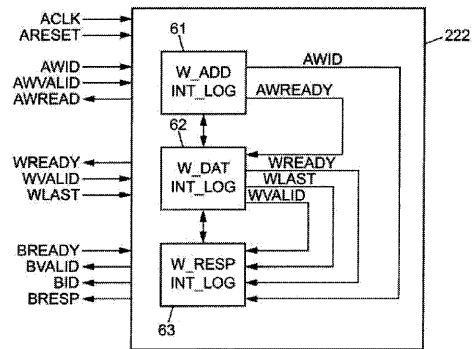 ACLK
ARESET
AWID
AWVALID
AWREAD
WREADY
WVALID
WLAST
BREADY
BVALID
BID
BRESP
61
W_ADD
INT_LOG
62
W_DAT
INT_LOG
W_RESP
INT_LOG
63
AWID
AWREADY
WREADY
WLAST
WVALID
222